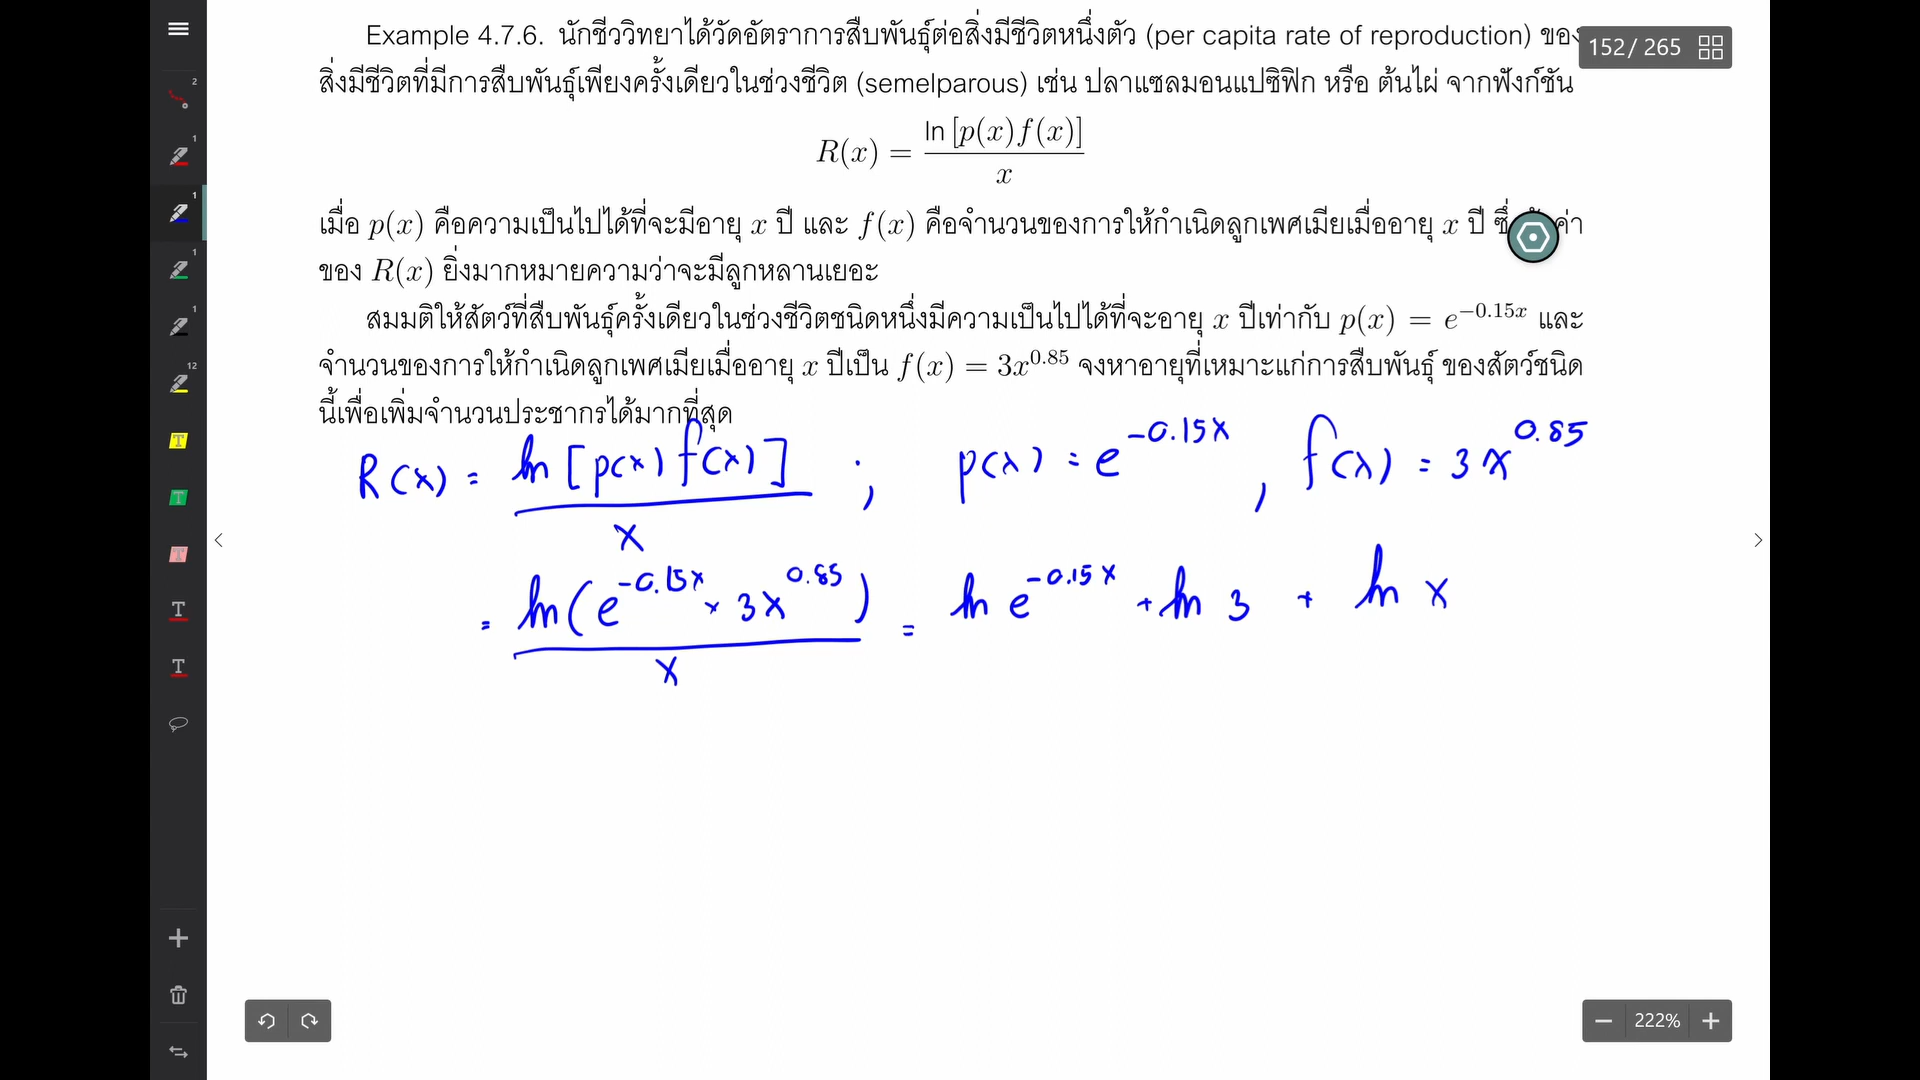 Example 4.7.6. นักชีววิทยาได้วัดอัตราการสืบพันธุ์ต่อสิ่งมีชีวิตหนึ่งตัว (per capita rate of reproduction) ของ
152 / 265
สิ่งมีชีวิตที่มีการสืบพันธุ์เพียงครั้งเดียวในช่วงชีวิต (semelparous) เช่น ปลาแซลมอนแปซิฟิก หรือ ต้นไผ่ จากฟังก์ชัน
R(x) = ln [p(x)f(x)] / x
เมื่อ p(x) คือความเป็นไปได้ที่จะมีอายุ x ปี และ f(x) คือจำนวนของการให้กำเนิดลูกเพศเมียเมื่ออายุ x ปี ค่า
ของ R(x) ยิ่งมากหมายความว่าจะมีลูกหลานเยอะ
สมมติให้สัตว์ที่สืบพันธุ์ครั้งเดียวในช่วงชีวิตชนิดหนึ่งมีความเป็นไปได้ที่จะอายุ x ปีเท่ากับ p(x) = e^{-0.15x} และ
จำนวนของการให้กำเนิดลูกเพศเมียเมื่ออายุ x ปีเป็น f(x) = 3x^{0.85} จงหาอายุที่เหมาะแก่การสืบพันธุ์ ของสัตว์ชนิด
นี้เพื่อเพิ่มจำนวนประชากรได้มากที่สุด
R(x) = ln [p(x) f(x)] / x ; p(x) = e^{-0.15x} , f(x) = 3x^{0.85}
= ln(e^{-0.15x} × 3x^{0.85}) / x = ln e^{-0.15x} + ln 3 + ln x
222%